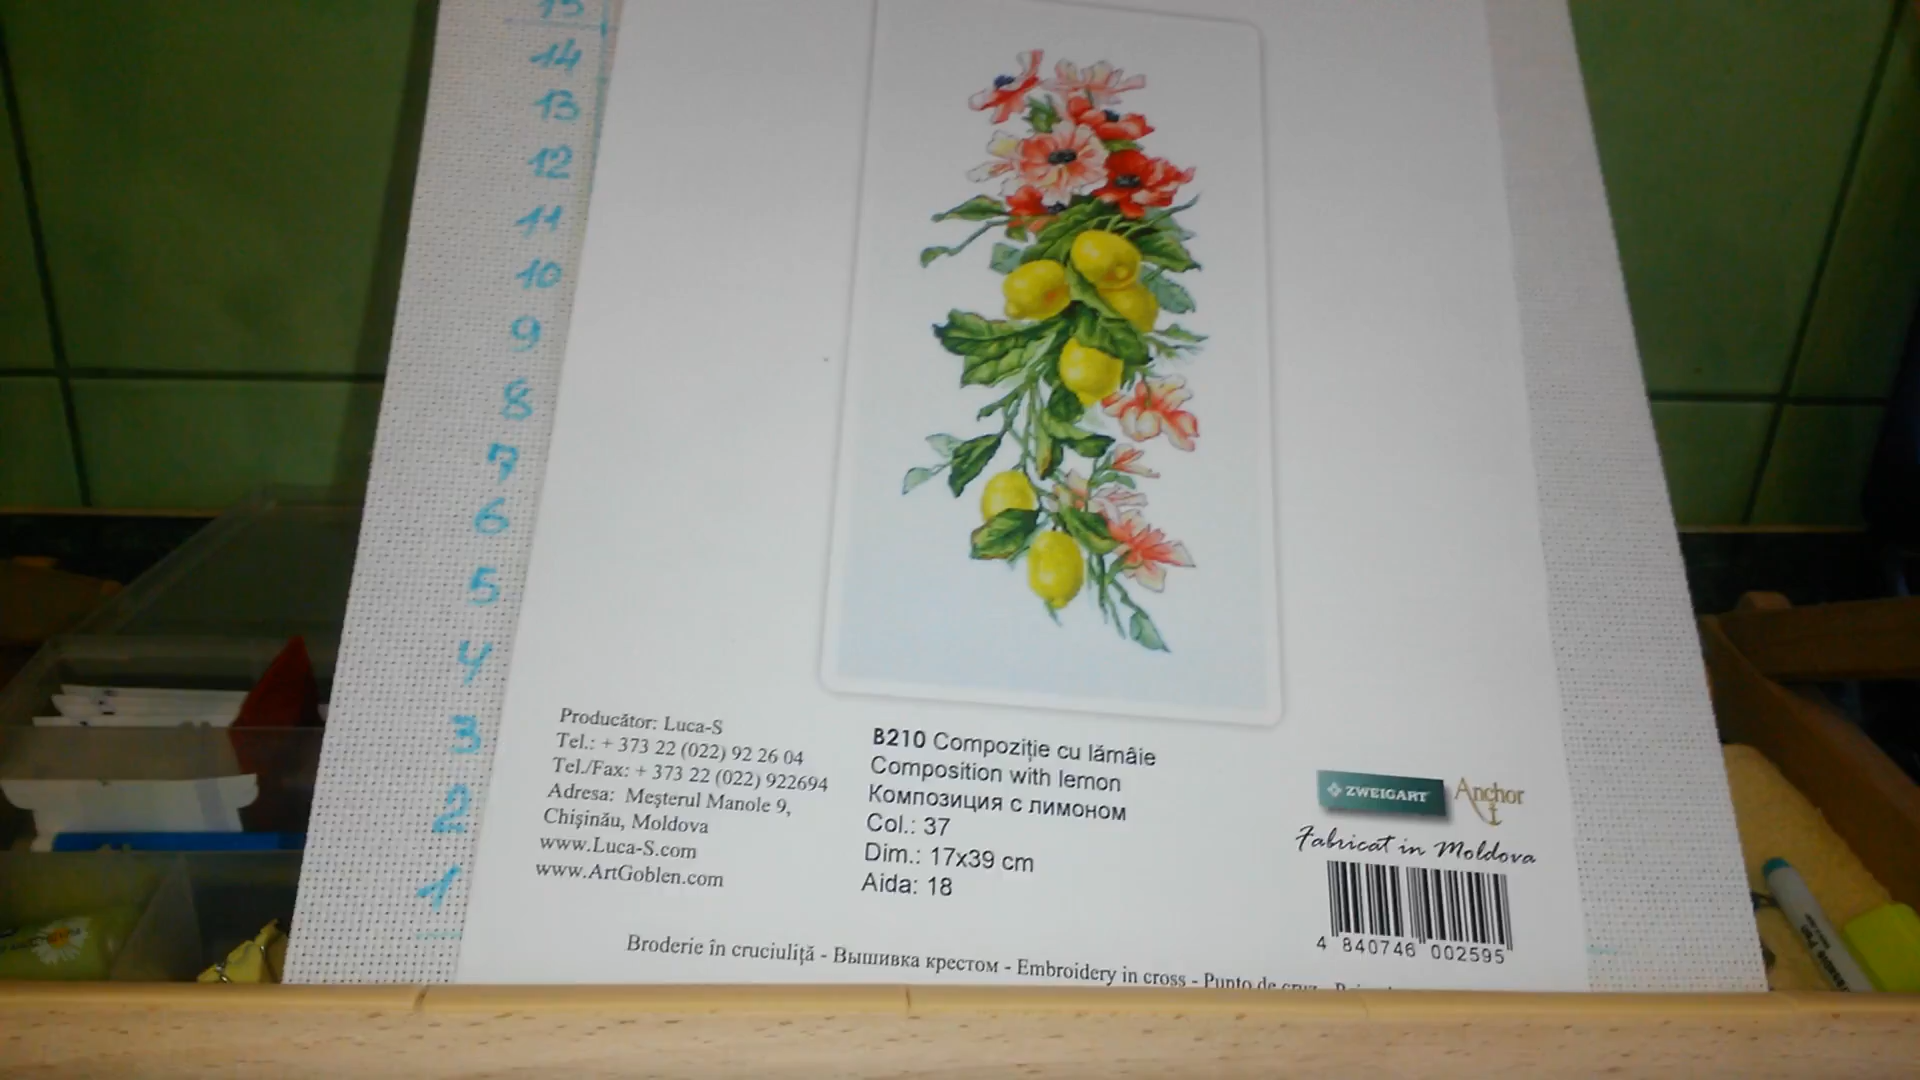 15
14
13
12
11
10
9
8
7
6
5
4
3
2
1
Producător: Luca-S
Tel.: + 373 22 (022) 92 26 04
Tel./Fax: + 373 22 (022) 922694
Adresa: Meşterul Manole 9,
Chişinău, Moldova
www.Luca-S.com
www.ArtGoblen.com
B210 Compoziţie cu lămâie
Composition with lemon
Композиция с лимоном
Col.: 37
Dim.: 17x39 cm
Aida: 18
ZWEIGART
Anchor
Fabricat in Moldova
4 840746 002595
Broderie în cruciuliţă - Вышивка крестом - Embroidery in cross - Punto de